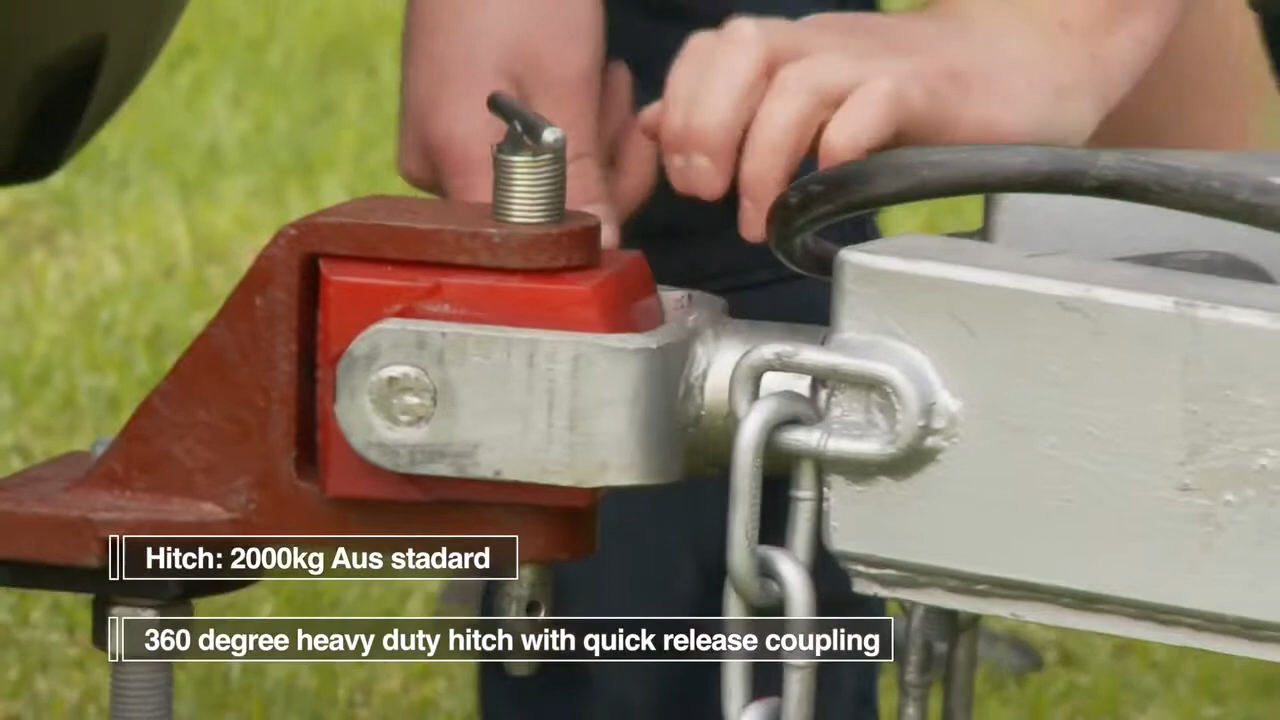 Hitch: 2000kg Aus stadard
360 degree heavy duty hitch with quick release coupling